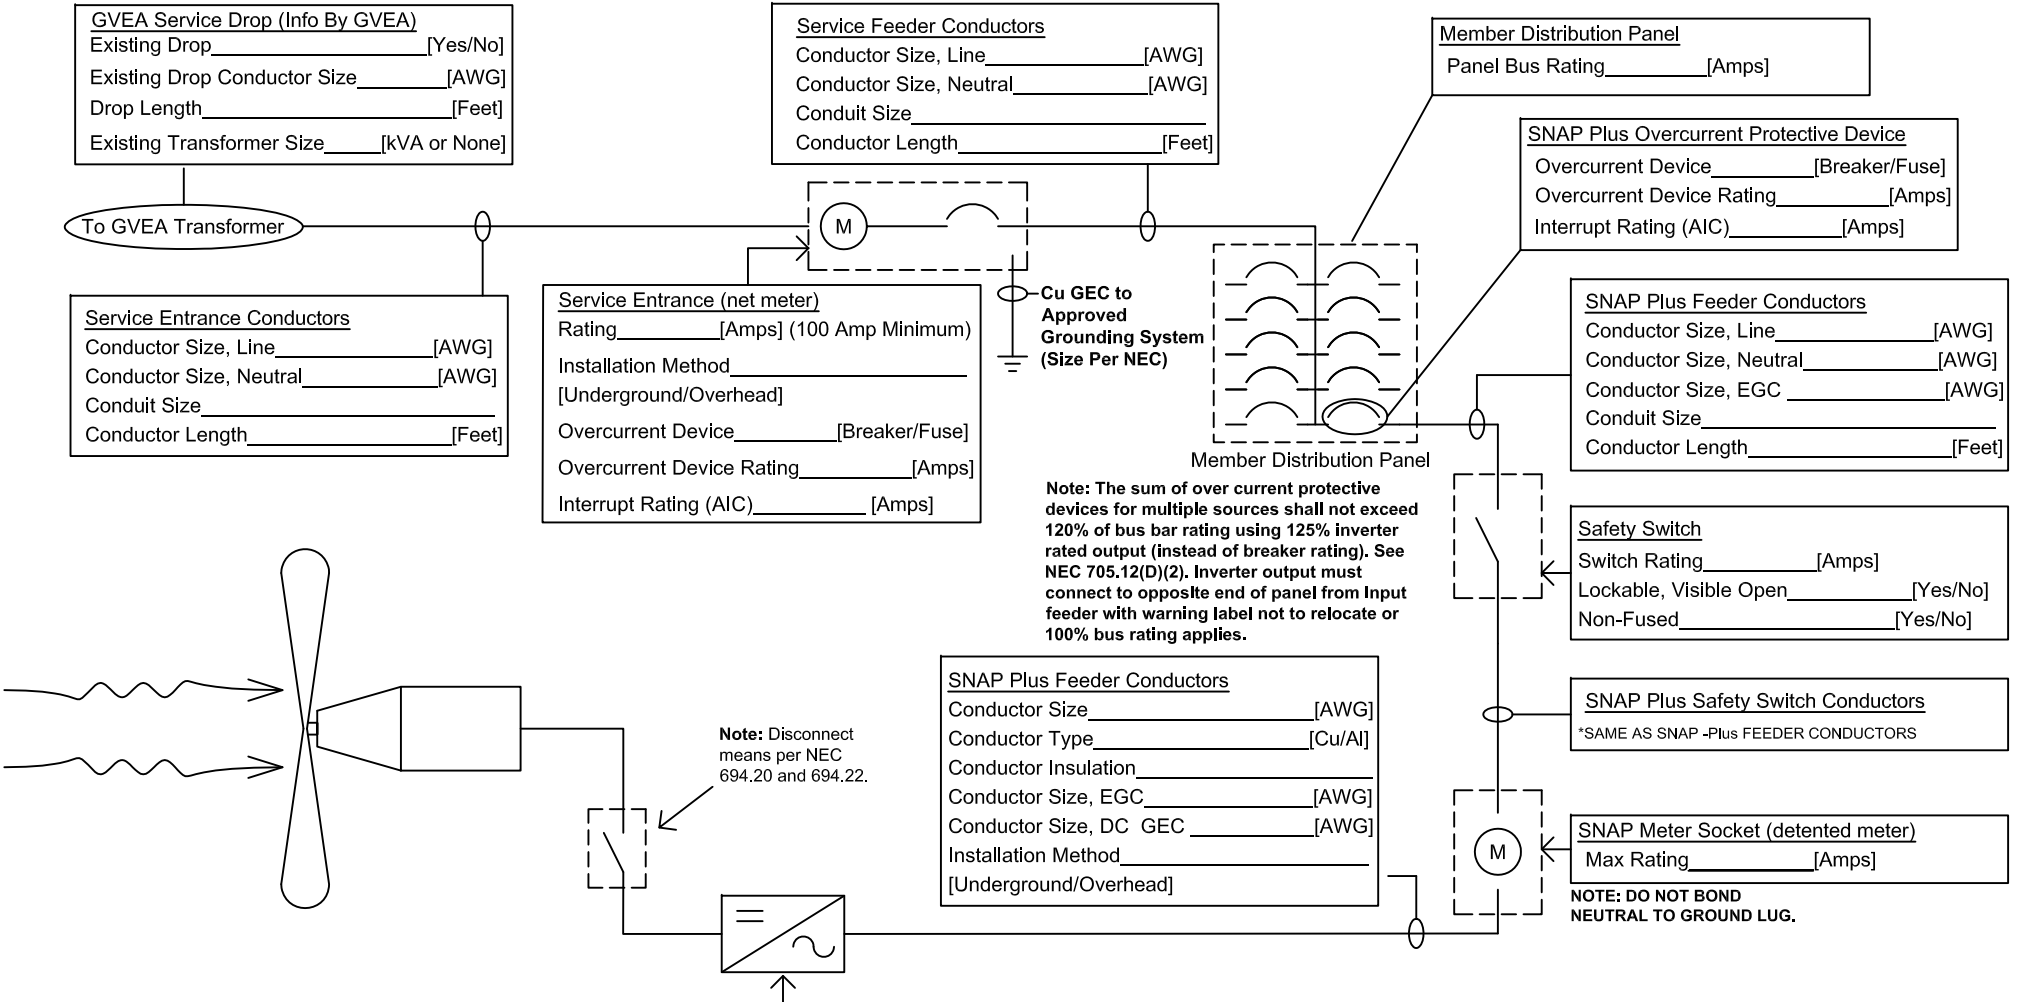 GVEA Service Drop (Info By GVEA)
Existing Drop [Yes/No]
Existing Drop Conductor Size [AWG]
Drop Length [Feet]
Existing Transformer Size [kVA or None]
Service Feeder Conductors
Conductor Size, Line [AWG]
Conductor Size, Neutral [AWG]
Conduit Size
Conductor Length [Feet]
Member Distribution Panel
Panel Bus Rating [Amps]
SNAP Plus Overcurrent Protective Device
Overcurrent Device [Breaker/Fuse]
Overcurrent Device Rating [Amps]
Interrupt Rating (AIC) [Amps]
To GVEA Transformer
M
Service Entrance Conductors
Conductor Size, Line [AWG]
Conductor Size, Neutral [AWG]
Conduit Size
Conductor Length [Feet]
Service Entrance (net meter)
Rating [Amps] (100 Amp Minimum)
Installation Method
[Underground/Overhead]
Overcurrent Device [Breaker/Fuse]
Overcurrent Device Rating [Amps]
Interrupt Rating (AIC) [Amps]
Cu GEC to
Approved
Grounding System
(Size Per NEC)
SNAP Plus Feeder Conductors
Conductor Size, Line [AWG]
Conductor Size, Neutral [AWG]
Conductor Size, EGC [AWG]
Conduit Size
Conductor Length [Feet]
Member Distribution Panel
Note: The sum of over current protective
devices for multiple sources shall not exceed
120% of bus bar rating using 125% inverter
rated output (instead of breaker rating). See
NEC 705.12(D)(2). Inverter output must
connect to opposite end of panel from Input
feeder with warning label not to relocate or
100% bus rating applies.
Safety Switch
Switch Rating [Amps]
Lockable, Visible Open [Yes/No]
Non-Fused [Yes/No]
SNAP Plus Feeder Conductors
Conductor Size [AWG]
Conductor Type [Cu/Al]
Conductor Insulation
Conductor Size, EGC [AWG]
Conductor Size, DC GEC [AWG]
Installation Method
[Underground/Overhead]
SNAP Plus Safety Switch Conductors
*SAME AS SNAP -Plus FEEDER CONDUCTORS
Note: Disconnect
means per NEC
694.20 and 694.22.
M
SNAP Meter Socket (detented meter)
Max Rating [Amps]
NOTE: DO NOT BOND
NEUTRAL TO GROUND LUG.